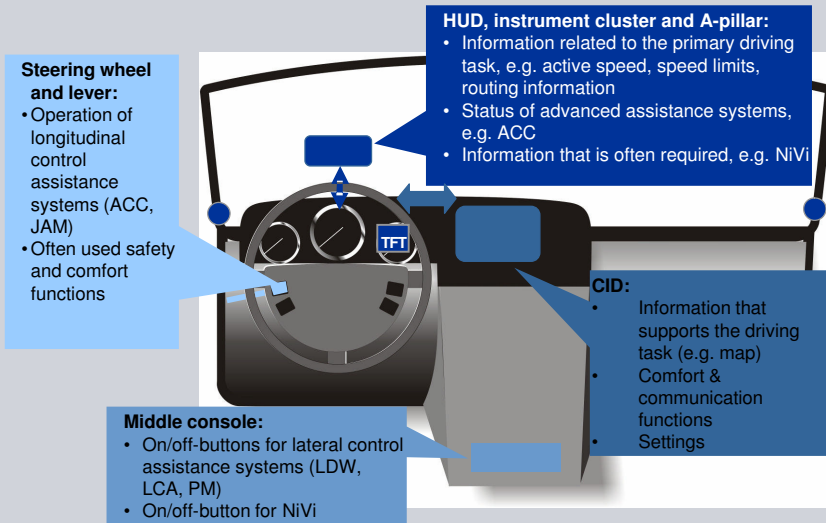 Steering wheel
and lever:
• Operation of
longitudinal
control
assistance
systems (ACC,
JAM)
• Often used safety
and comfort
functions
HUD, instrument cluster and A-pillar:
• Information related to the primary driving
task, e.g. active speed, speed limits,
routing information
• Status of advanced assistance systems,
e.g. ACC
• Information that is often required, e.g. NiVi
TFT
CID:
• Information that
supports the driving
task (e.g. map)
• Comfort &
communication
functions
• Settings
Middle console:
• On/off-buttons for lateral control
assistance systems (LDW,
LCA, PM)
• On/off-button for NiVi